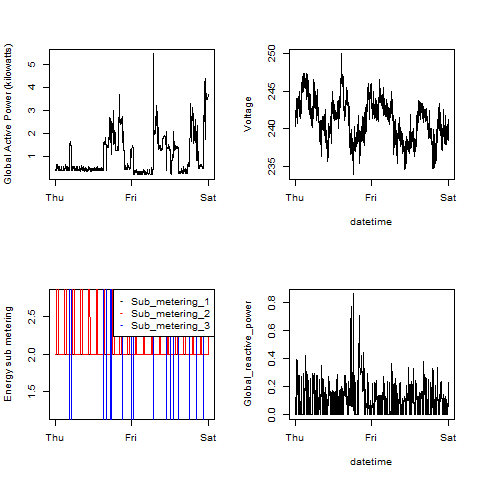 Global Active Power (kilowatts)
5
4
3
2
1
Thu Fri Sat
Voltage
250
245
240
235
Thu Fri Sat
datetime
Energy sub metering
2.5
2.0
1.5
- Sub_metering_1
- Sub_metering_2
- Sub_metering_3
Thu Fri Sat
Global_reactive_power
0.8
0.6
0.4
0.2
0.0
Thu Fri Sat
datetime